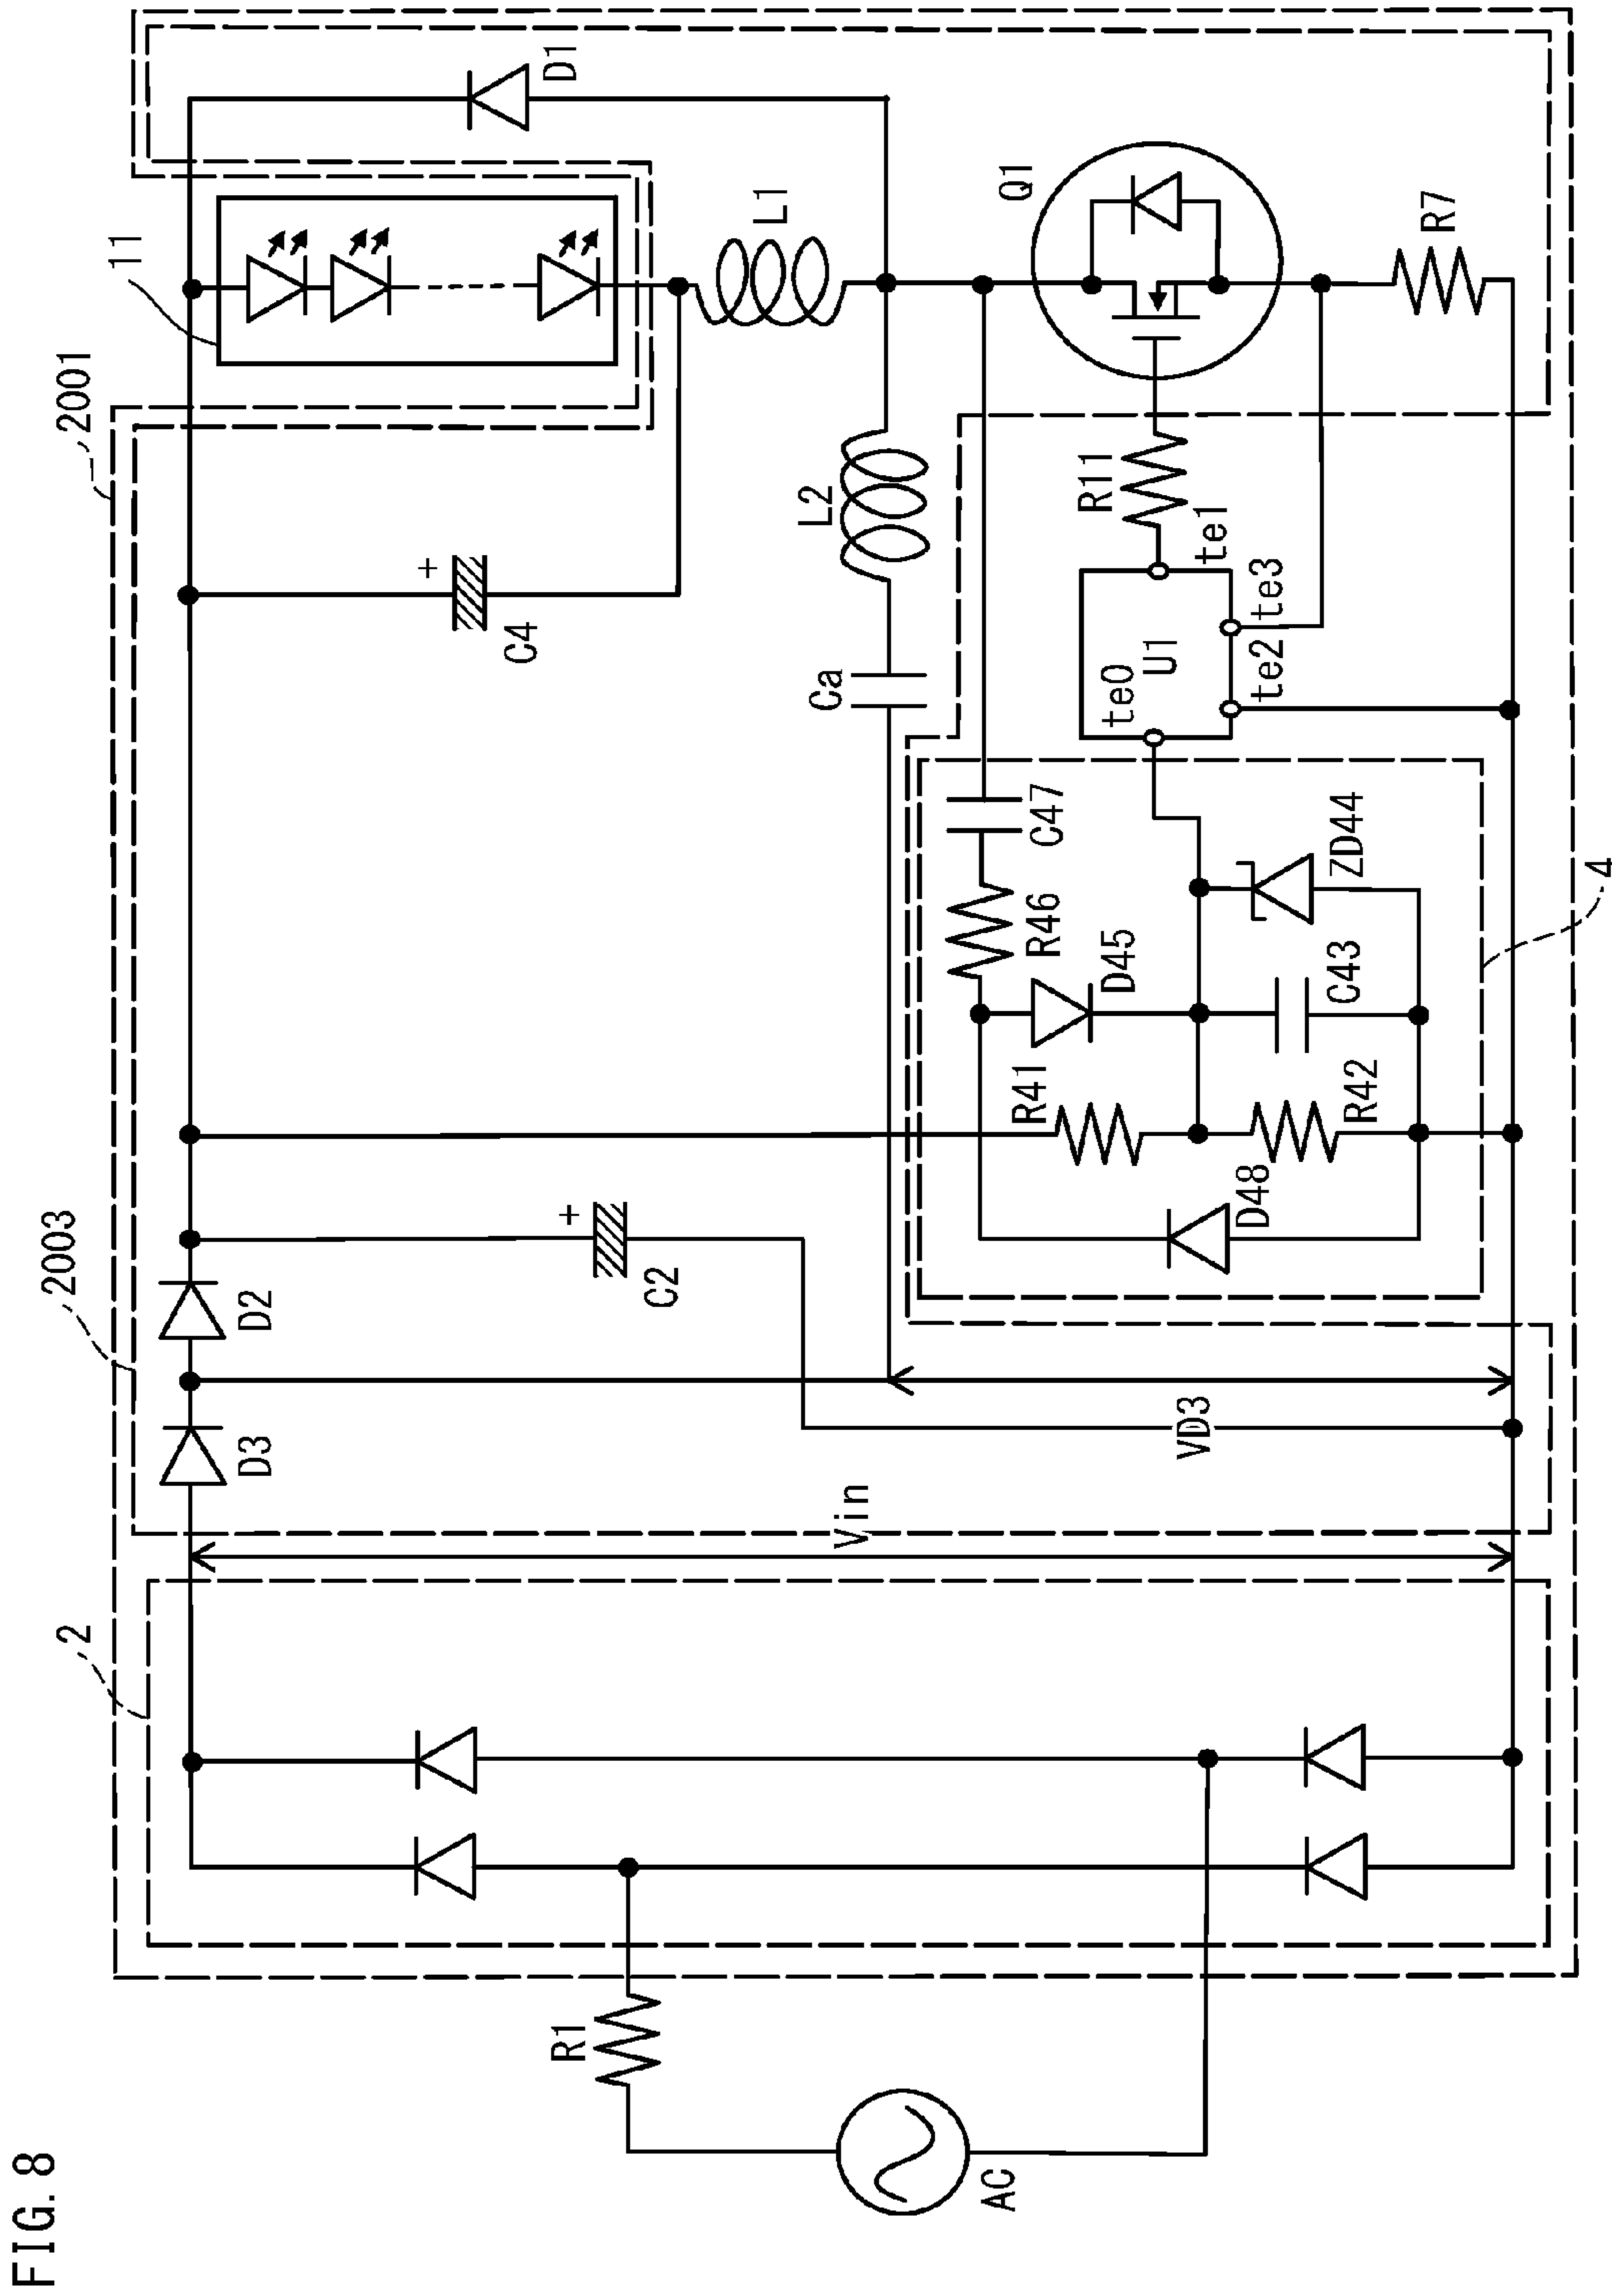 FIG. 8
2001
2003
2
11
D1
L1
Q1
R7
C4
L2
R11
te1
te3
Ca
te0
U1
te2
C47
ZD44
4
R46
D45
C43
R41
R42
D48
D2
C2
D3
VD3
Vin
R1
AC
+
+